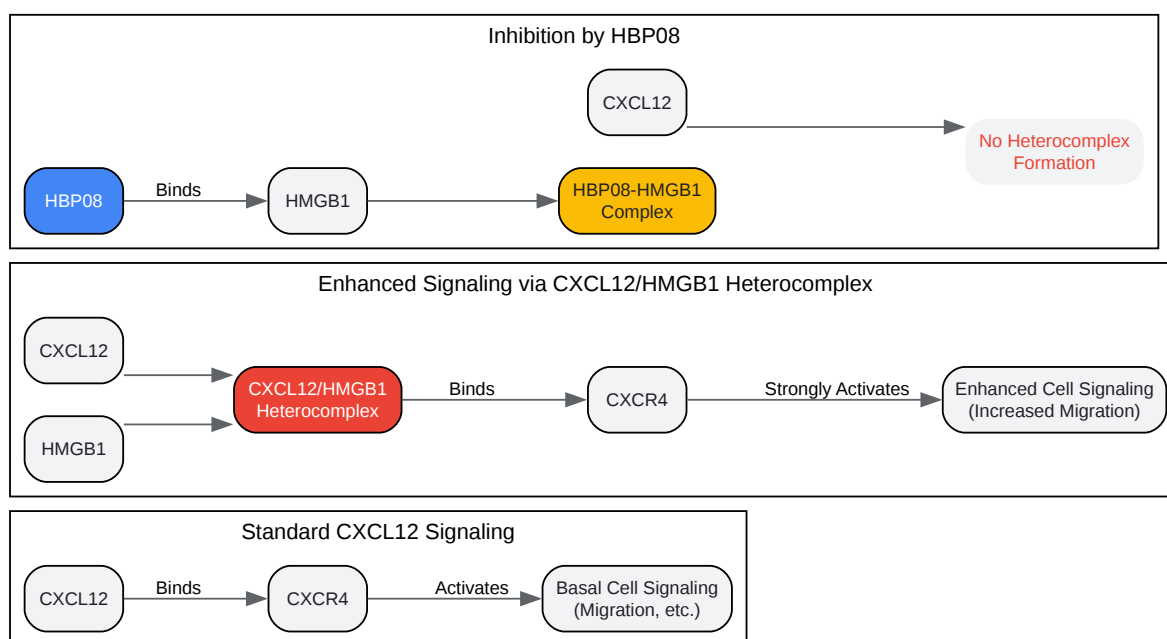 Inhibition by HBP08
CXCL12
No Heterocomplex
Formation
HBP08
Binds
HMGB1
HBP08-HMGB1
Complex
Enhanced Signaling via CXCL12/HMGB1 Heterocomplex
CXCL12
HMGB1
CXCL12/HMGB1
Heterocomplex
Binds
CXCR4
Strongly Activates
Enhanced Cell Signaling
(Increased Migration)
Standard CXCL12 Signaling
CXCL12
Binds
CXCR4
Activates
Basal Cell Signaling
(Migration, etc.)